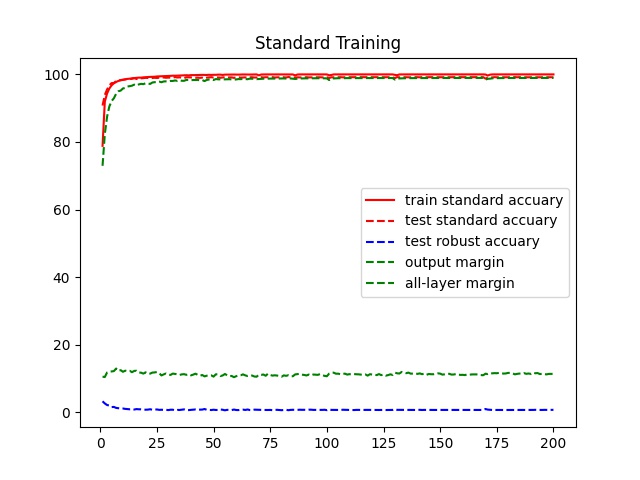 Standard Training
100
80
60
40
20
0
train standard accuary
test standard accuary
test robust accuary
output margin
all-layer margin
0 25 50 75 100 125 150 175 200